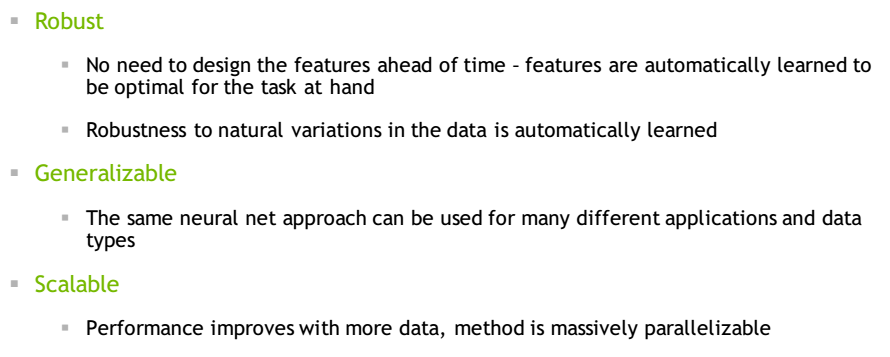 Robust
No need to design the features ahead of time – features are automatically learned to
be optimal for the task at hand
Robustness to natural variations in the data is automatically learned
Generalizable
The same neural net approach can be used for many different applications and data
types
Scalable
Performance improves with more data, method is massively parallelizable